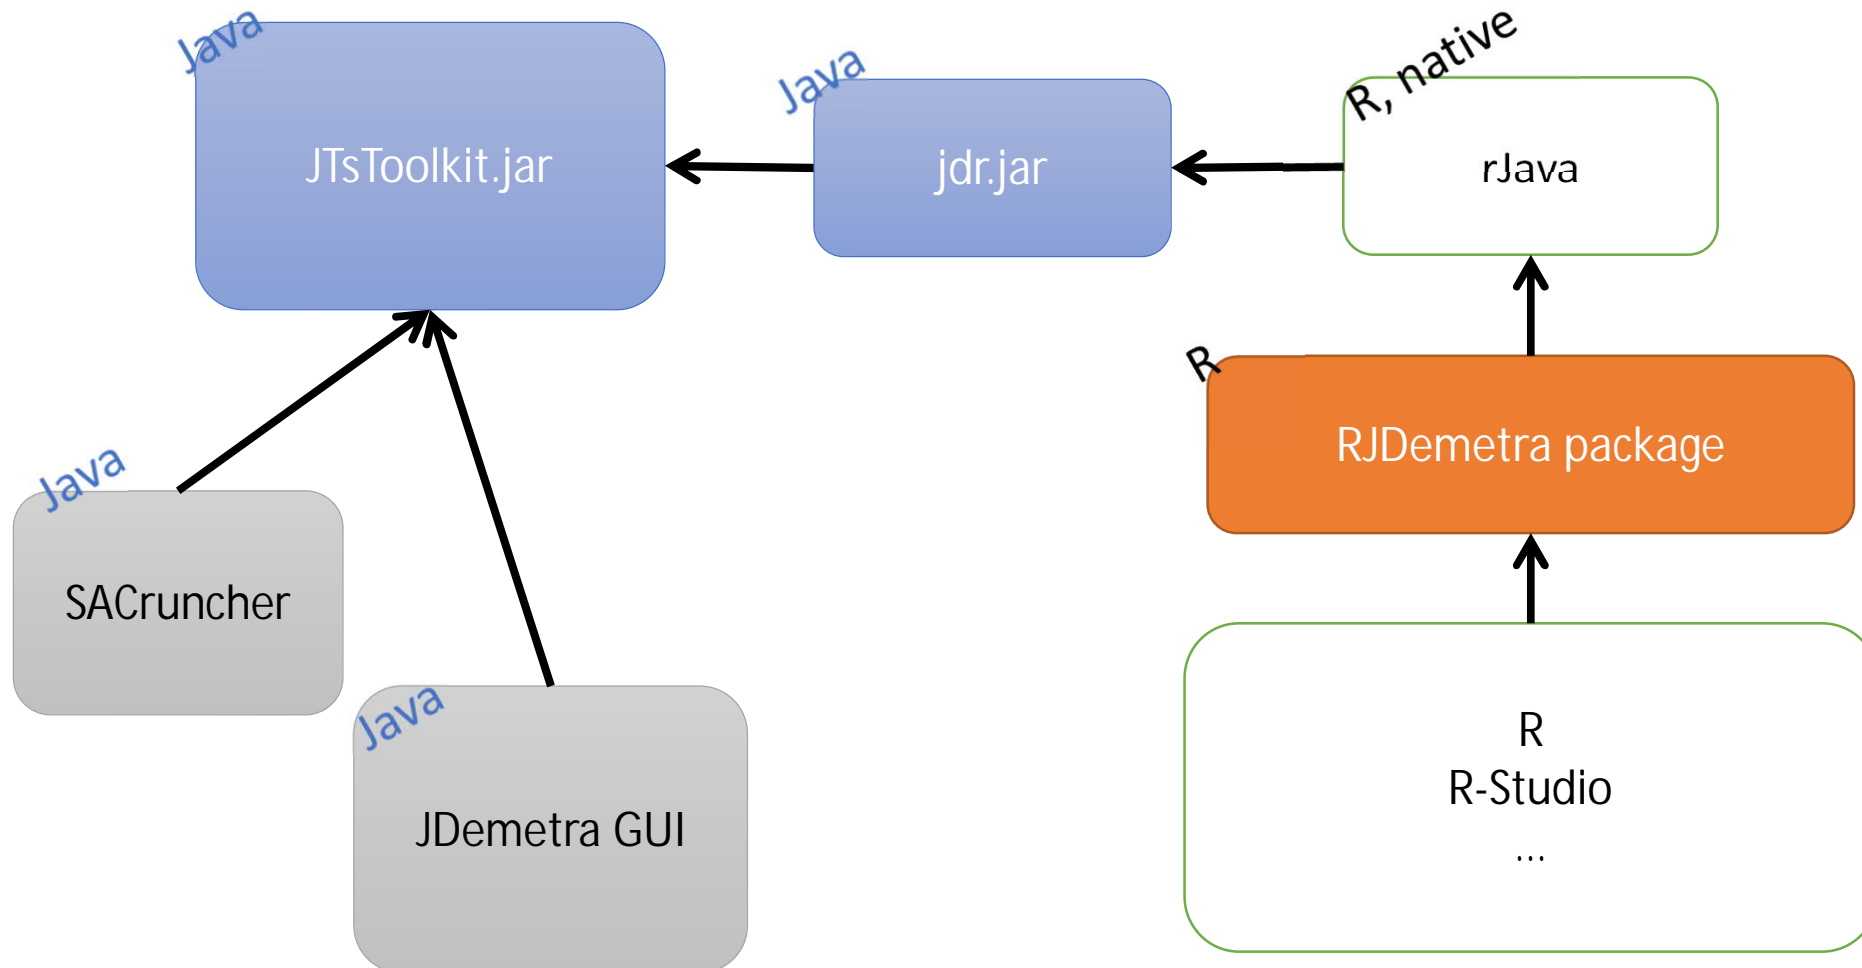 Java
JTsToolkit.jar
Java
jdr.jar
R, native
rJava
R
RJDemetra package
Java
SACruncher
Java
JDemetra GUI
R
R-Studio
...